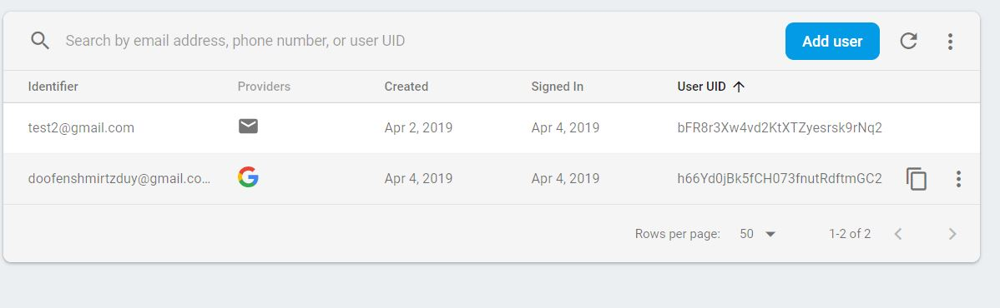 Search by email address, phone number, or user UID Add user
Identifier Providers Created Signed In User UID
test2@gmail.com Apr 2, 2019 Apr 4, 2019 bFR8r3Xw4vd2KtXTZyesrsk9rNq2
doofenshmirtzduy@gmail.co... Apr 4, 2019 Apr 4, 2019 h66Yd0jBk5fCH073fnutRdftmGC2
Rows per page: 50 1-2 of 2